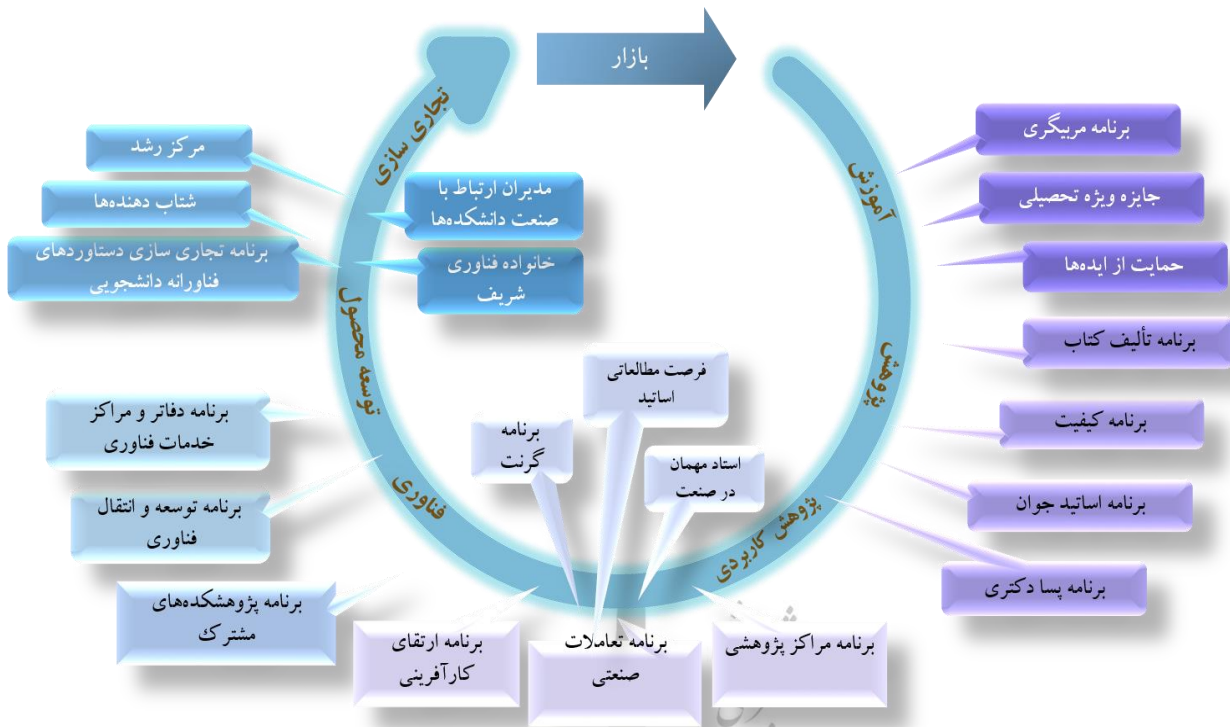 بازار
آموزش
پژوهش
پژوهش کاربردی
فناوری
توسعه محصول
تجاری سازی
برنامه مربیگری
جایزه ویژه تحصیلی
حمایت از ایده‌ها
برنامه تألیف کتاب
برنامه کیفیت
برنامه اساتید جوان
برنامه پسا دکتری
فرصت مطالعاتی
اساتید
استاد مهمان
در صنعت
برنامه
گرنت
برنامه مراکز پژوهشی
برنامه تعاملات
صنعتی
برنامه ارتقای
کارآفرینی
برنامه پژوهشکده‌های
مشترک
برنامه توسعه و انتقال
فناوری
برنامه دفاتر و مراکز
خدمات فناوری
مدیران ارتباط با
صنعت دانشکده‌ها
خانواده فناوری
شریف
مرکز رشد
شتاب دهنده‌ها
برنامه تجاری سازی دستاوردهای
فناورانه دانشجویی